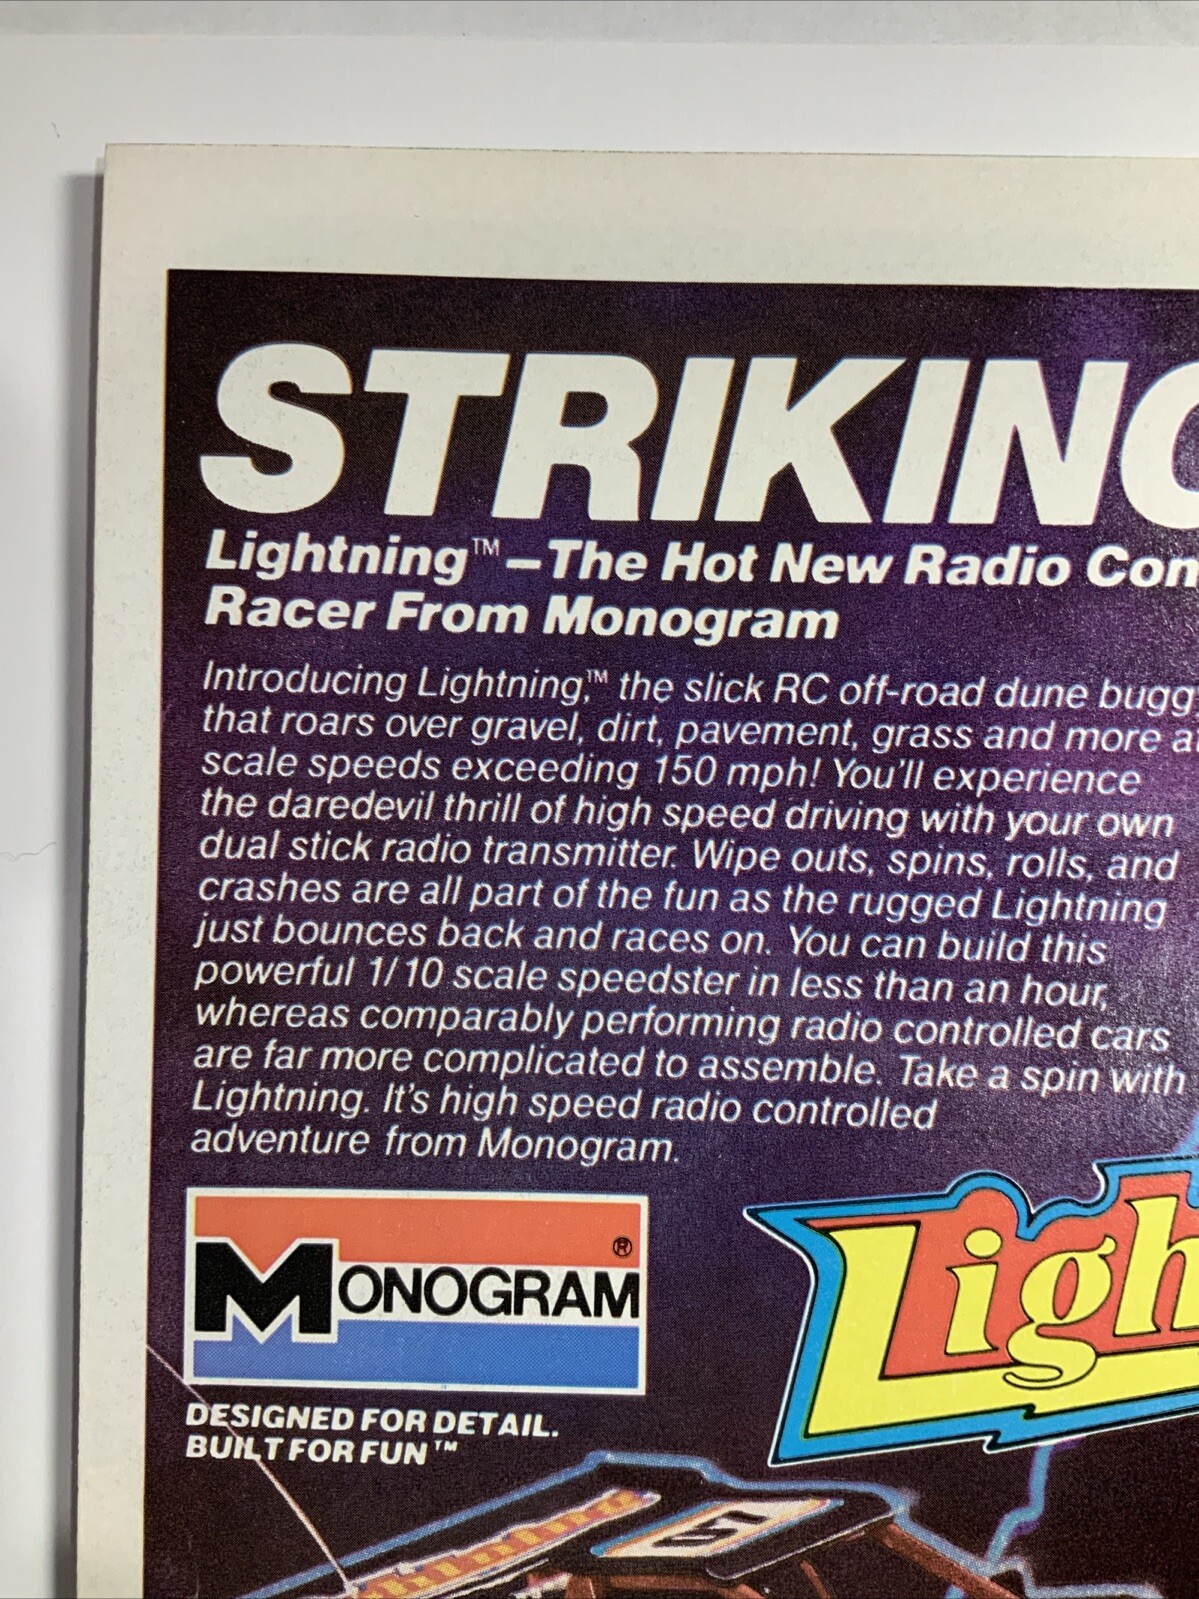 STRIKING
Lightning™ – The Hot New Radio Con
Racer From Monogram
Introducing Lightning,™ the slick RC off-road dune bugg
that roars over gravel, dirt, pavement, grass and more a
scale speeds exceeding 150 mph! You'll experience
the daredevil thrill of high speed driving with your own
dual stick radio transmitter. Wipe outs, spins, rolls, and
crashes are all part of the fun as the rugged Lightning
just bounces back and races on. You can build this
powerful 1/10 scale speedster in less than an hour,
whereas comparably performing radio controlled cars
are far more complicated to assemble. Take a spin with
Lightning. It's high speed radio controlled
adventure from Monogram.
MONOGRAM®
Ligh
DESIGNED FOR DETAIL.
BUILT FOR FUN™